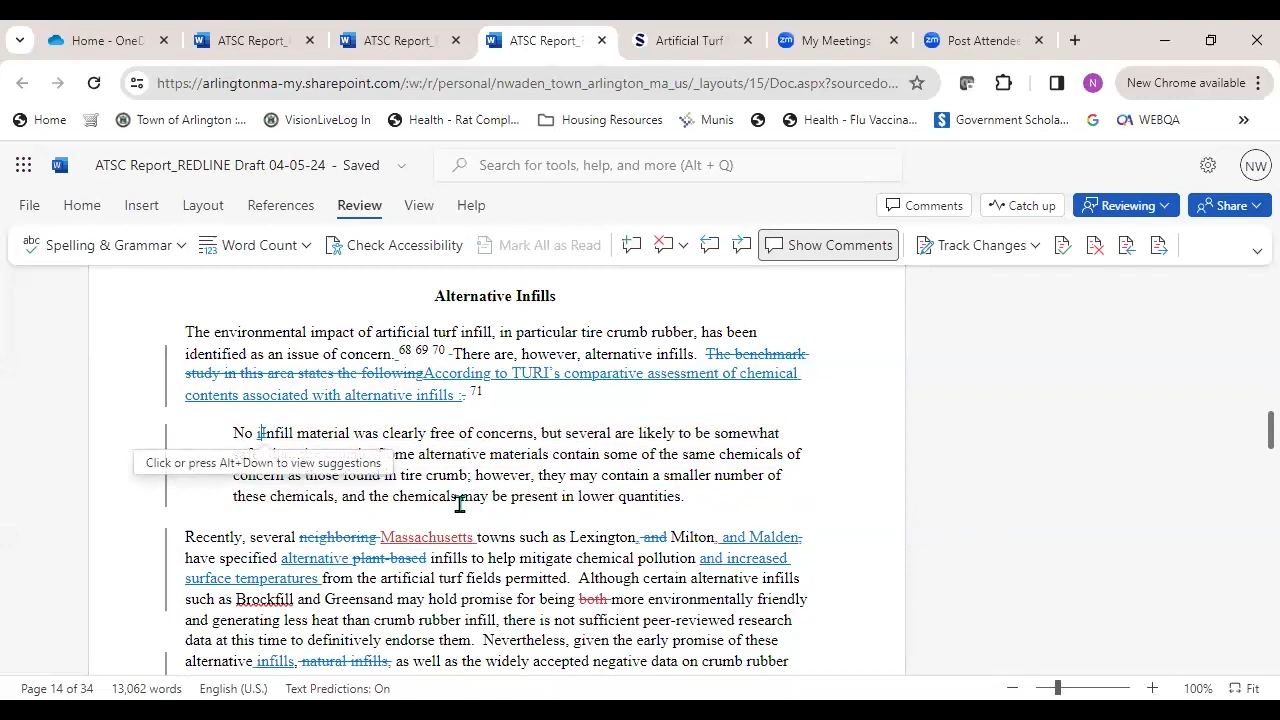 Home - OneD
ATSC Report_
ATSC Report_
ATSC Report_
Artificial Turf
My Meetings
Post Attendee
https://arlingtonma-my.sharepoint.com/:w:/r/personal/nwaden_town_arlington_ma_us/_layouts/15/Doc.aspx?sourcedo...
N
New Chrome available
Home
Town of Arlington :...
VisionLiveLog In
Health - Rat Compl...
Housing Resources
Munis
Health - Flu Vaccina...
Government Schola...
WEBQA
ATSC Report_REDLINE Draft 04-05-24 - Saved
Search for tools, help, and more (Alt + Q)
NW
File Home Insert Layout References Review View Help
Comments
Catch up
Reviewing
Share
Spelling & Grammar
Word Count
Check Accessibility
Mark All as Read
Show Comments
Track Changes
Alternative Infills
The environmental impact of artificial turf infill, in particular tire crumb rubber, has been
identified as an issue of concern. 68 69 70 There are, however, alternative infills. The benchmark
study in this area states the followingAccording to TURI's comparative assessment of chemical
contents associated with alternative infills :- 71
infill material was clearly free of concerns, but several are likely to be somewhat
alternative materials contain some of the same chemicals of
Click or press Alt+Down to view suggestions
concern as those found in tire crumb; however, they may contain a smaller number of
these chemicals, and the chemicals may be present in lower quantities.
Recently, several neighboring Massachusetts towns such as Lexington, and Milton, and Malden,
have specified alternative plant-based infills to help mitigate chemical pollution and increased
surface temperatures from the artificial turf fields permitted. Although certain alternative infills
such as Brockfill and Greensand may hold promise for being both more environmentally friendly
and generating less heat than crumb rubber infill, there is not sufficient peer-reviewed research
data at this time to definitively endorse them. Nevertheless, given the early promise of these
alternative infills, natural infills, as well as the widely accepted negative data on crumb rubber
Page 14 of 34
13,062 words
English (U.S.)
Text Predictions: On
100%
Fit